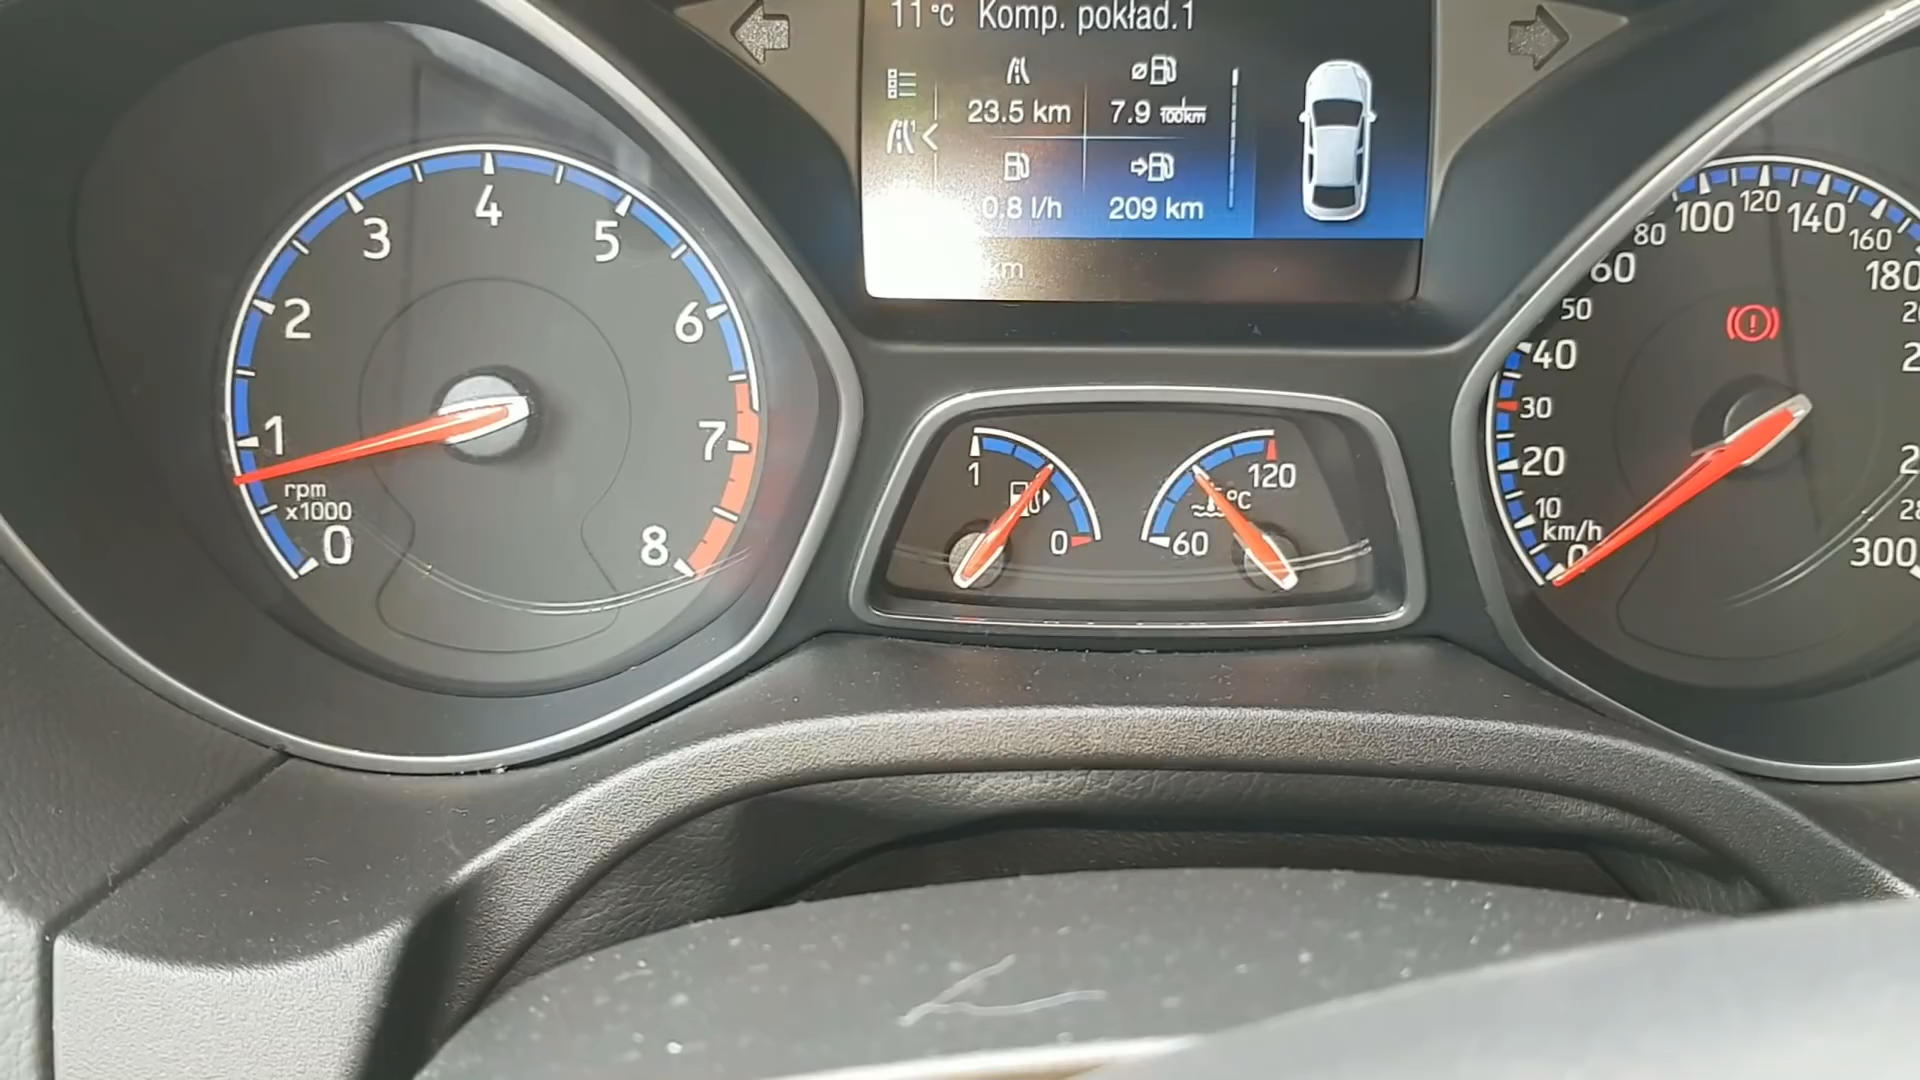 11°C Komp. pokład.1
23.5 km 7.9 100km
0.8 l/h 209 km
km
0 1 2 3 4 5 6 7 8
rpm
x1000
1 0
60 120
°C
0 10 20 30 40 50 60 80 100 120 140 160 180 300
km/h